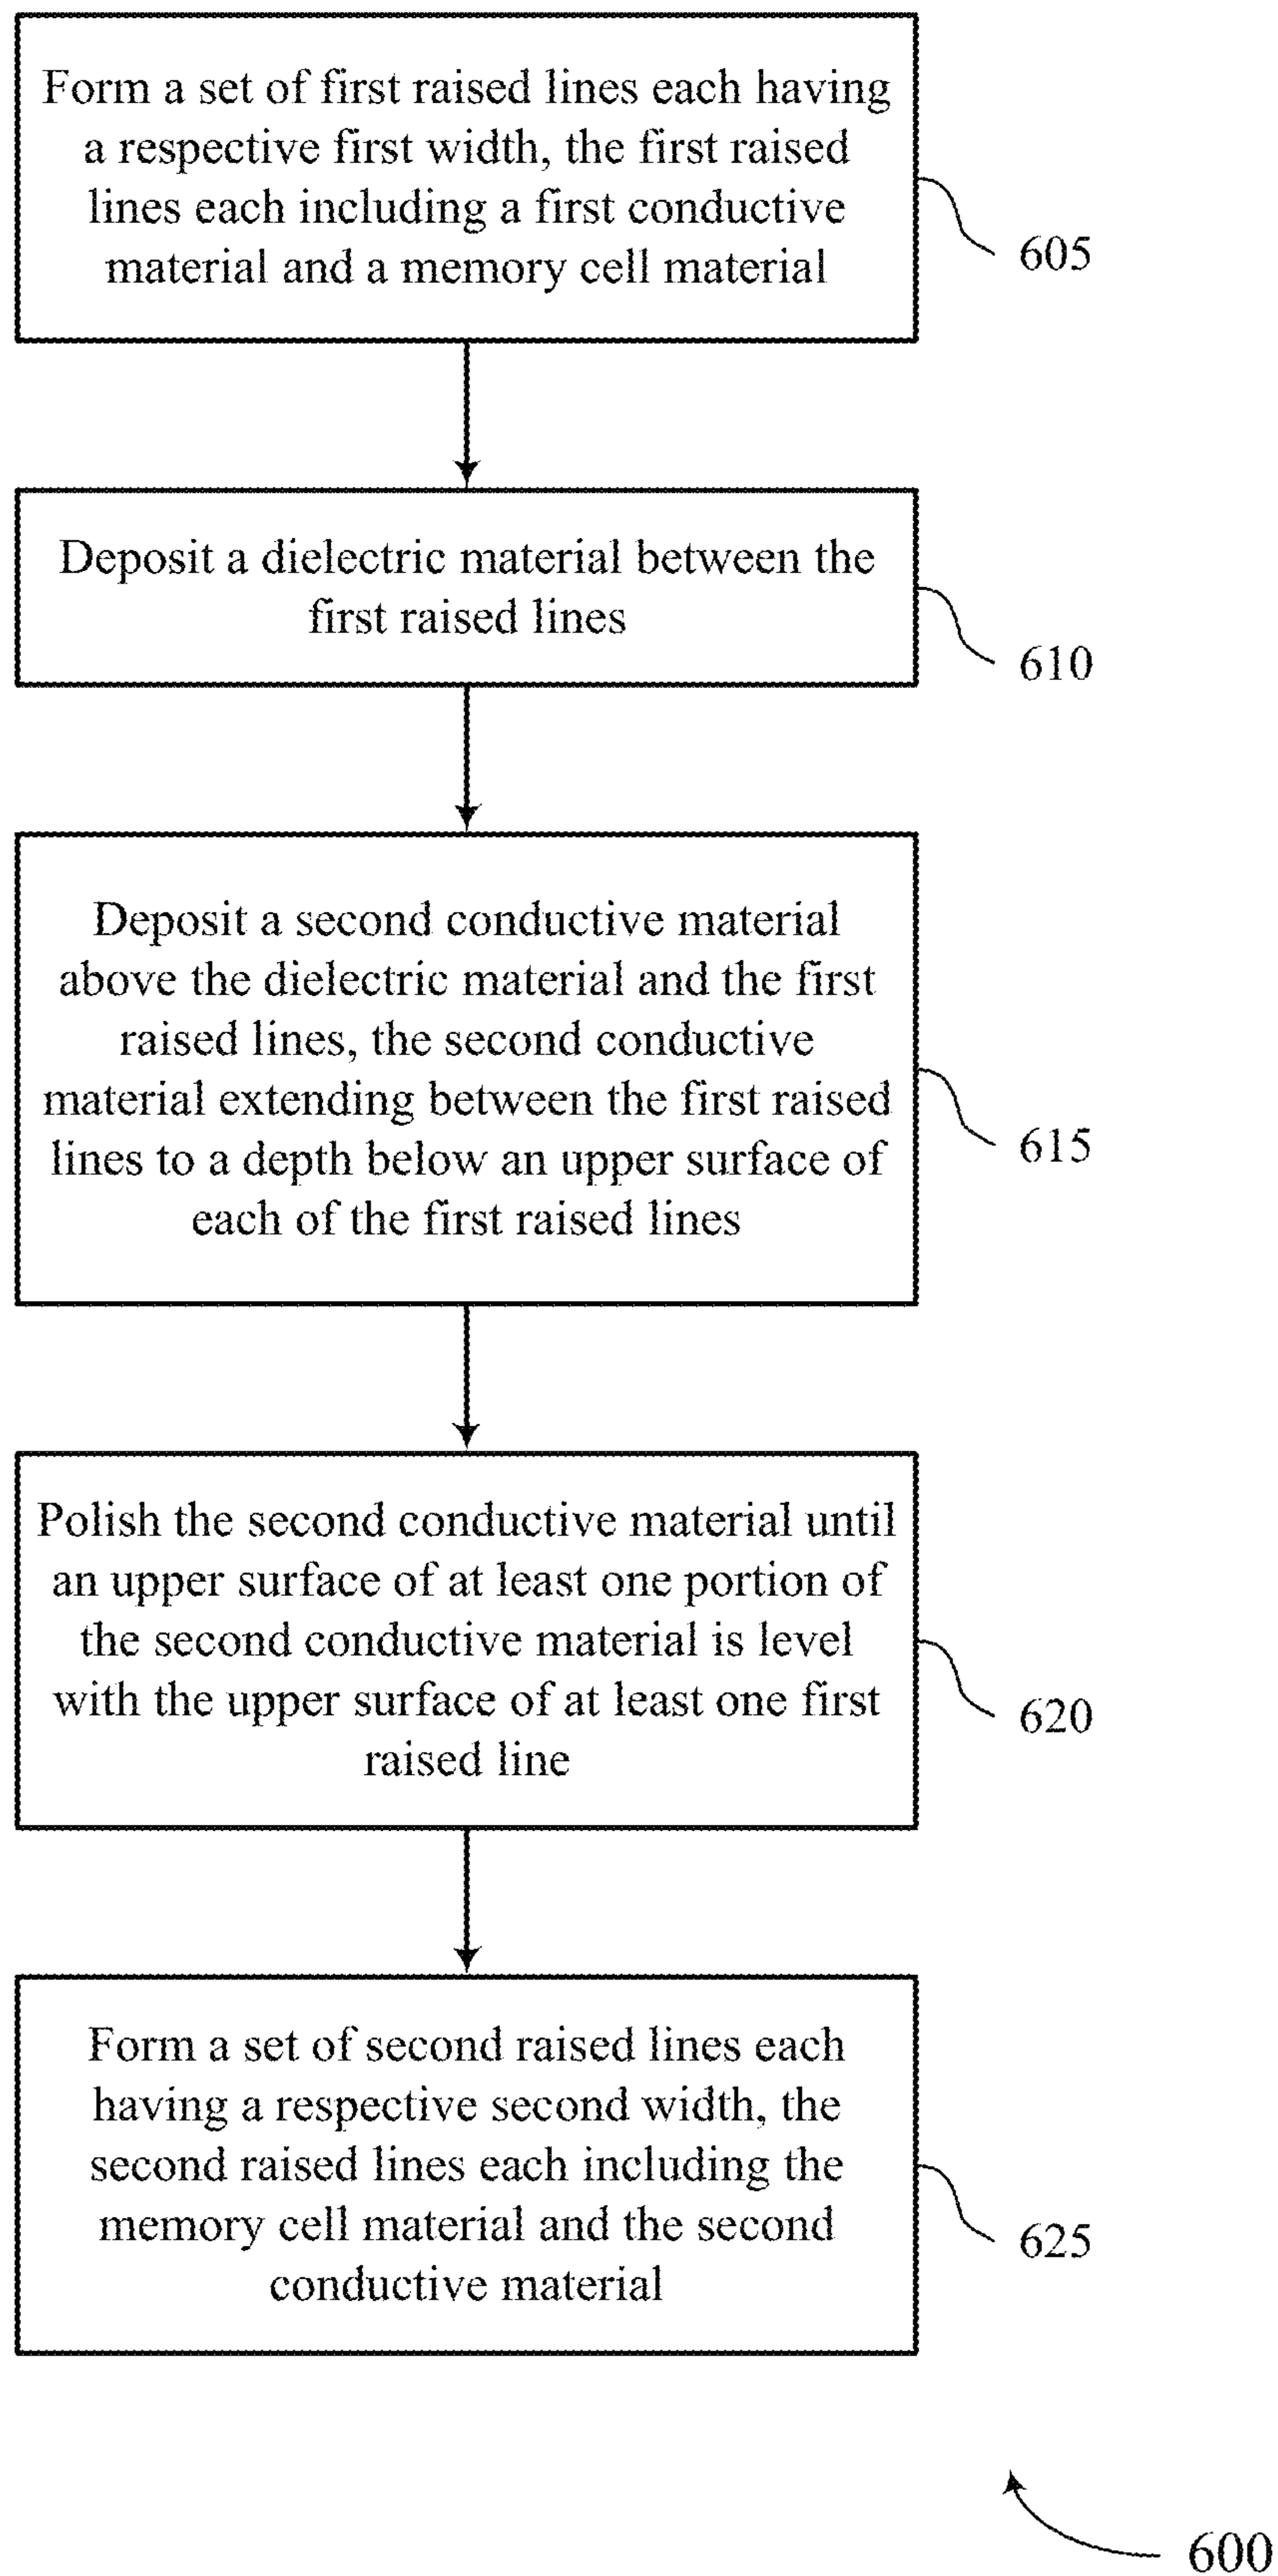 Form a set of first raised lines each having
a respective first width, the first raised
lines each including a first conductive
material and a memory cell material
605
Deposit a dielectric material between the
first raised lines
610
Deposit a second conductive material
above the dielectric material and the first
raised lines, the second conductive
material extending between the first raised
lines to a depth below an upper surface of
each of the first raised lines
615
Polish the second conductive material until
an upper surface of at least one portion of
the second conductive material is level
with the upper surface of at least one first
raised line
620
Form a set of second raised lines each
having a respective second width, the
second raised lines each including the
memory cell material and the second
conductive material
625
600